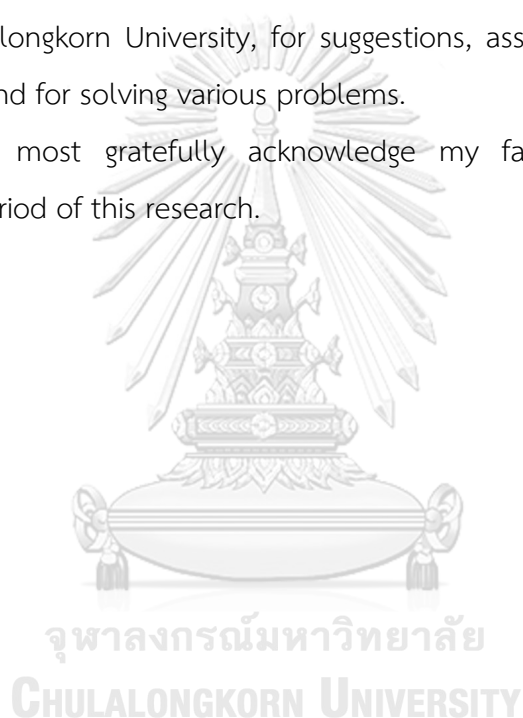 longkorn University, for suggestions, ass
nd for solving various problems.
most gratefully acknowledge my fa
riod of this research.
จุฬาลงกรณ์มหาวิทยาลัย
CHULALONGKORN UNIVERSITY